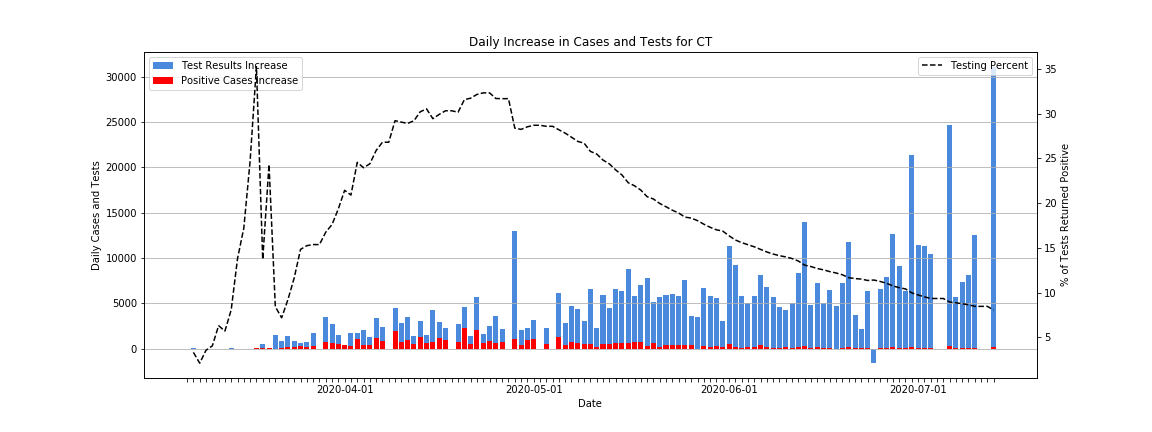 Daily Increase in Cases and Tests for CT
Test Results Increase
Positive Cases Increase
Testing Percent
30000
25000
20000
15000
10000
5000
0
Daily Cases and Tests
35
30
25
20
15
10
5
% of Tests Returned Positive
2020-04-01
2020-05-01
2020-06-01
2020-07-01
Date